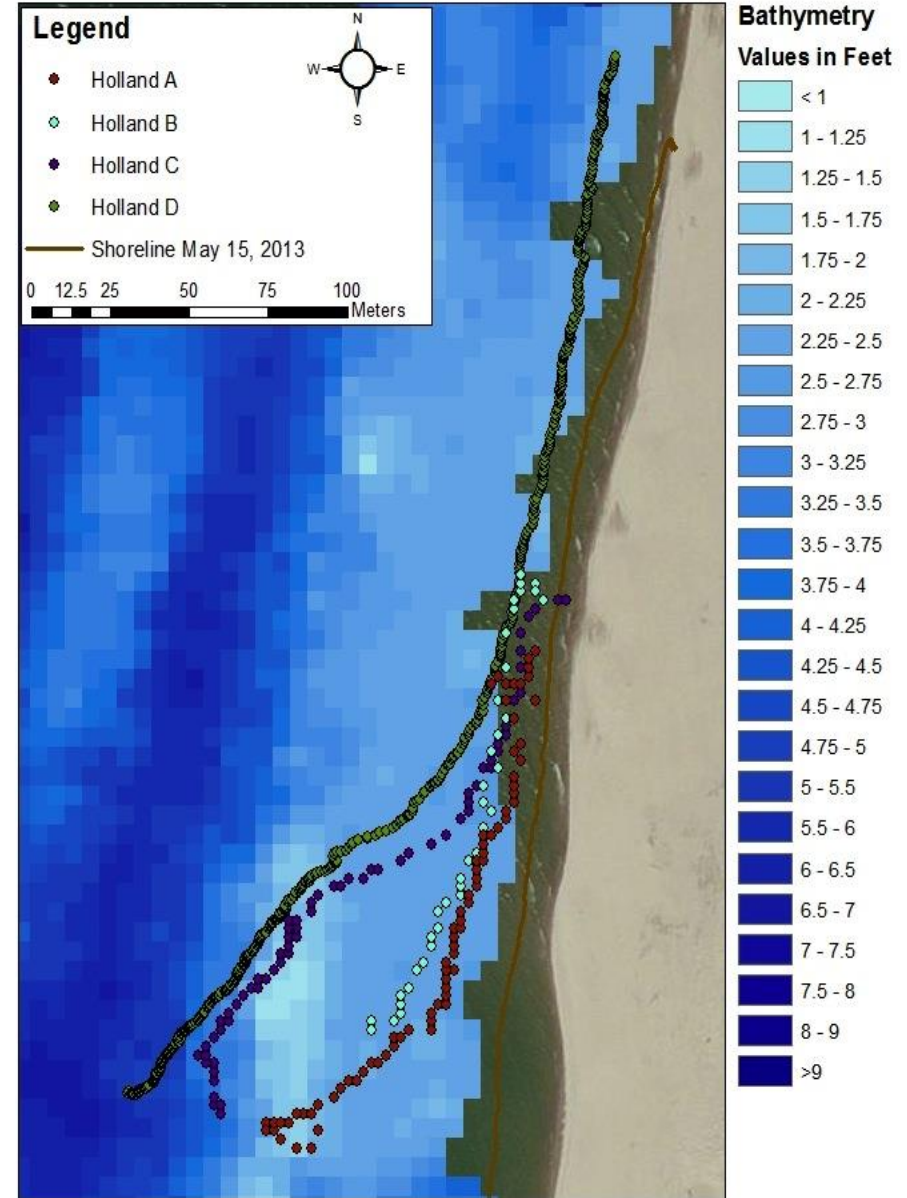 Legend
N
W
E
S
Holland A
Holland B
Holland C
Holland D
Shoreline May 15, 2013
0 12.5 25 50 75 100
Meters
Bathymetry
Values in Feet
< 1
1 - 1.25
1.25 - 1.5
1.5 - 1.75
1.75 - 2
2 - 2.25
2.25 - 2.5
2.5 - 2.75
2.75 - 3
3 - 3.25
3.25 - 3.5
3.5 - 3.75
3.75 - 4
4 - 4.25
4.25 - 4.5
4.5 - 4.75
4.75 - 5
5 - 5.5
5.5 - 6
6 - 6.5
6.5 - 7
7 - 7.5
7.5 - 8
8 - 9
>9